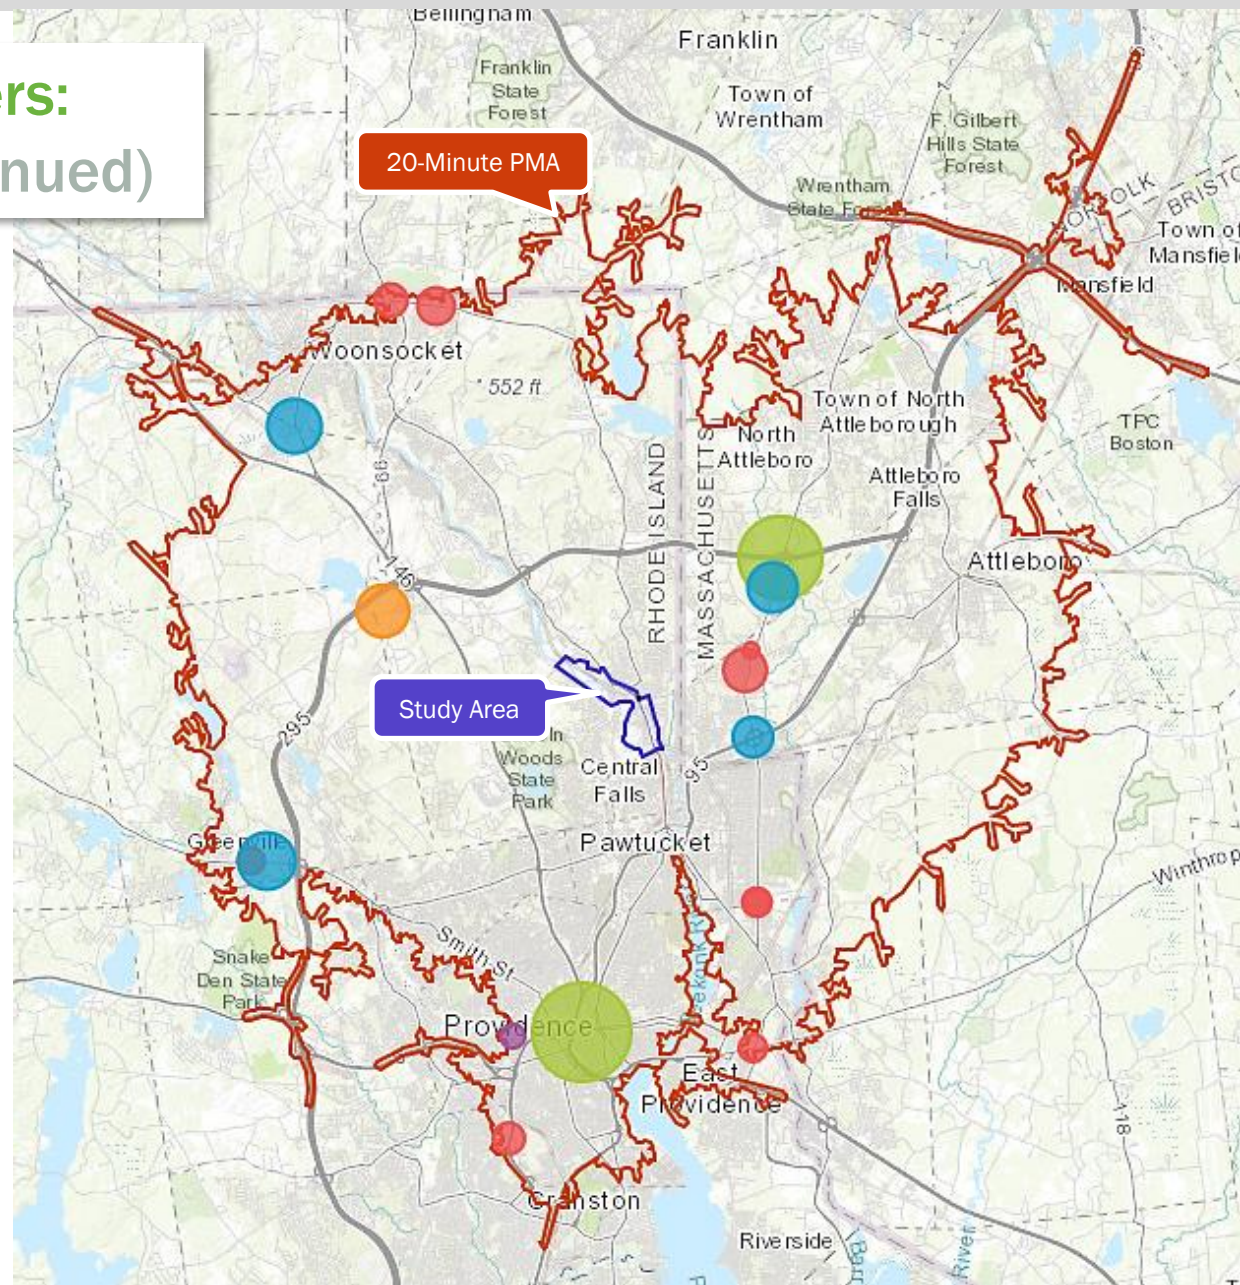 ers:
nued)
Bellingham
Franklin
Franklin
State
Forest
Town of
Wrentham
F. Gilbert
Hills State
Forest
20-Minute PMA
Wrentham
State Forest
NORFOLK
BRISTO
Town of
Mansfield
Mansfield
Woonsocket
552 ft
Town of North
Attleborough
TPC
Boston
North
Attleboro
Attleboro
Falls
99
RHODE ISLAND
MASSACHUSETTS
146
Attleboro
Study Area
295
ln
Woods
State
Park
Central
Falls
95
Pawtucket
Greenville
Winthrop
Smith St
Snake
Den State
Park
Providence
East
Providence
118
Cranston
Riverside
River